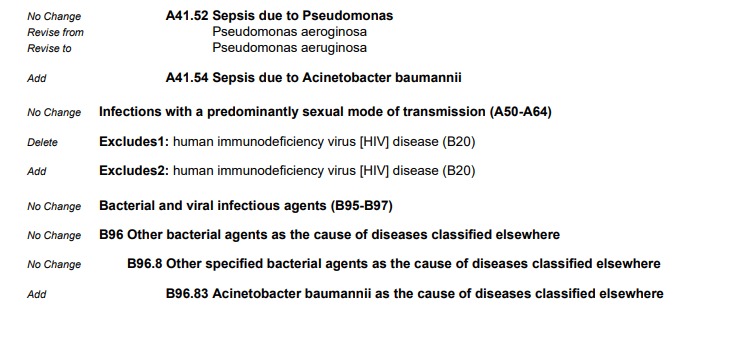 No Change A41.52 Sepsis due to Pseudomonas
Revise from Pseudomonas aeroginosa
Revise to Pseudomonas aeruginosa
Add A41.54 Sepsis due to Acinetobacter baumannii
No Change Infections with a predominantly sexual mode of transmission (A50-A64)
Delete Excludes1: human immunodeficiency virus [HIV] disease (B20)
Add Excludes2: human immunodeficiency virus [HIV] disease (B20)
No Change Bacterial and viral infectious agents (B95-B97)
No Change B96 Other bacterial agents as the cause of diseases classified elsewhere
No Change B96.8 Other specified bacterial agents as the cause of diseases classified elsewhere
Add B96.83 Acinetobacter baumannii as the cause of diseases classified elsewhere